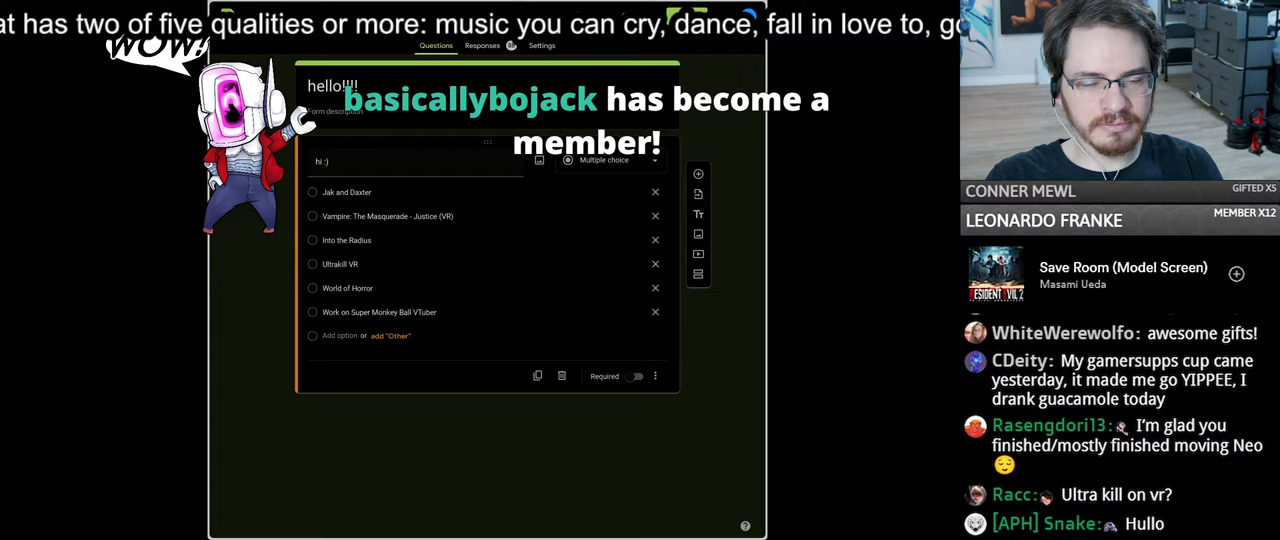 at has two of five qualities or more: music you can cry, dance, fall in love to, go
WOW!
Questions Responses Settings
hello!!!!
basicallybojack has become a
member!
Form description
hi :)
Multiple choice
Jak and Daxter
Vampire: The Masquerade - Justice (VR)
Into the Radius
Ultrakill VR
World of Horror
Work on Super Monkey Ball VTuber
Add option or add "Other"
Required
CONNER MEWL GIFTED X5
LEONARDO FRANKE MEMBER X12
Save Room (Model Screen)
Masami Ueda
RESIDENT EVIL 2
WhiteWerewolfo: awesome gifts!
CDeity: My gamersupps cup came
yesterday, it made me go YIPPEE, I
drank guacamole today
Rasengdori13: I'm glad you
finished/mostly finished moving Neo
Racc: Ultra kill on vr?
[APH] Snake: Hullo